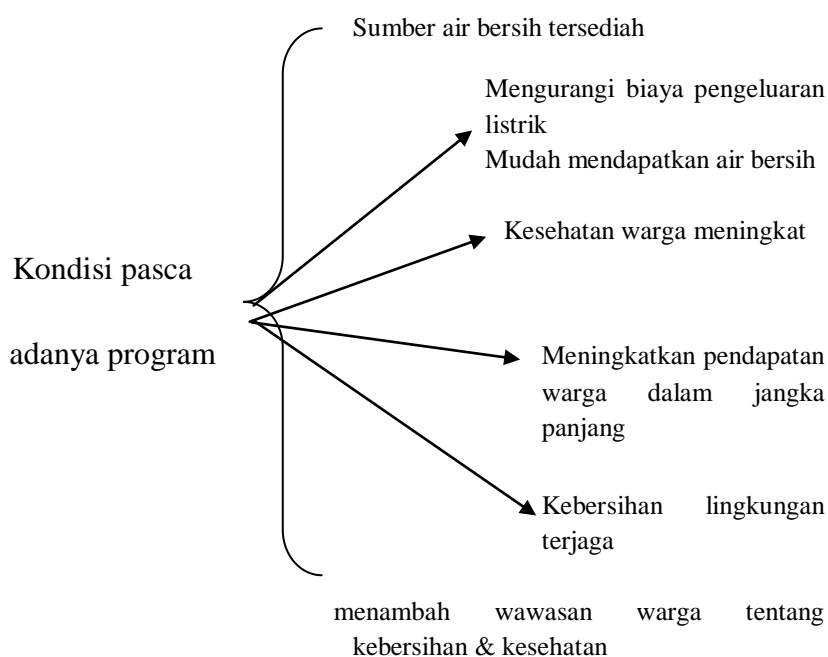 Sumber air bersih tersediah
Mengurangi biaya pengeluaran
listrik
Mudah mendapatkan air bersih
Kesehatan warga meningkat
Kondisi pasca
adanya program
Meningkatkan pendapatan
warga dalam jangka
panjang
Kebersihan lingkungan
terjaga
menambah wawasan warga tentang
kebersihan & kesehatan